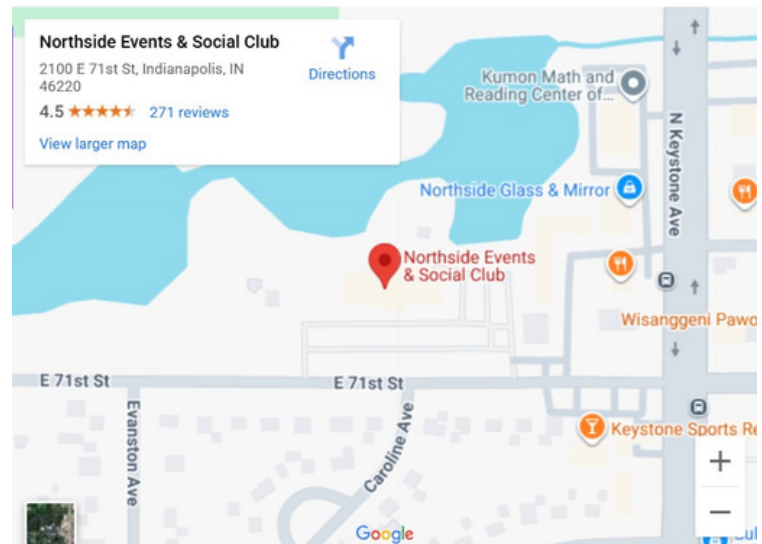 Northside Events & Social Club
2100 E 71st St, Indianapolis, IN
46220
Directions
4.5
271 reviews
View larger map
Kumon Math and
Reading Center of...
N Keystone Ave
Northside Glass & Mirror
Northside Events
& Social Club
Wisanggeni Pawo
E 71st St
E 71st St
Evanston Ave
Caroline Ave
Keystone Sports Re
+
−
Google